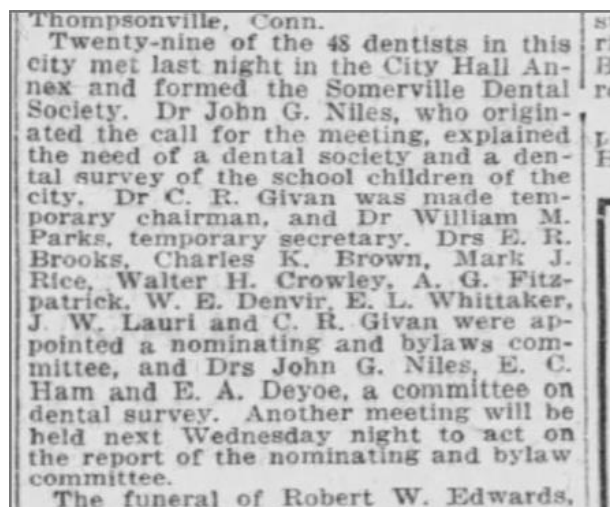 Thompsonville, Conn.
Twenty-nine of the 48 dentists in this
city met last night in the City Hall An-
nex and formed the Somerville Dental
Society. Dr John G. Niles, who origin-
ated the call for the meeting, explained
the need of a dental society and a den-
tal survey of the school children of the
city. Dr C. R. Givan was made tem-
porary chairman, and Dr William M.
Parks, temporary secretary. Drs E. R.
Brooks, Charles K. Brown, Mark J.
Rice, Walter H. Crowley, A. G. Fitz-
patrick, W. E. Denvir, E. L. Whittaker,
J. W. Lauri and C. R. Givan were ap-
pointed a nominating and bylaws com-
mittee, and Drs John G. Niles, E. C.
Ham and E. A. Deyoe, a committee on
dental survey. Another meeting will be
held next Wednesday night to act on
the report of the nominating and bylaw
committee.
The funeral of Robert W. Edwards,